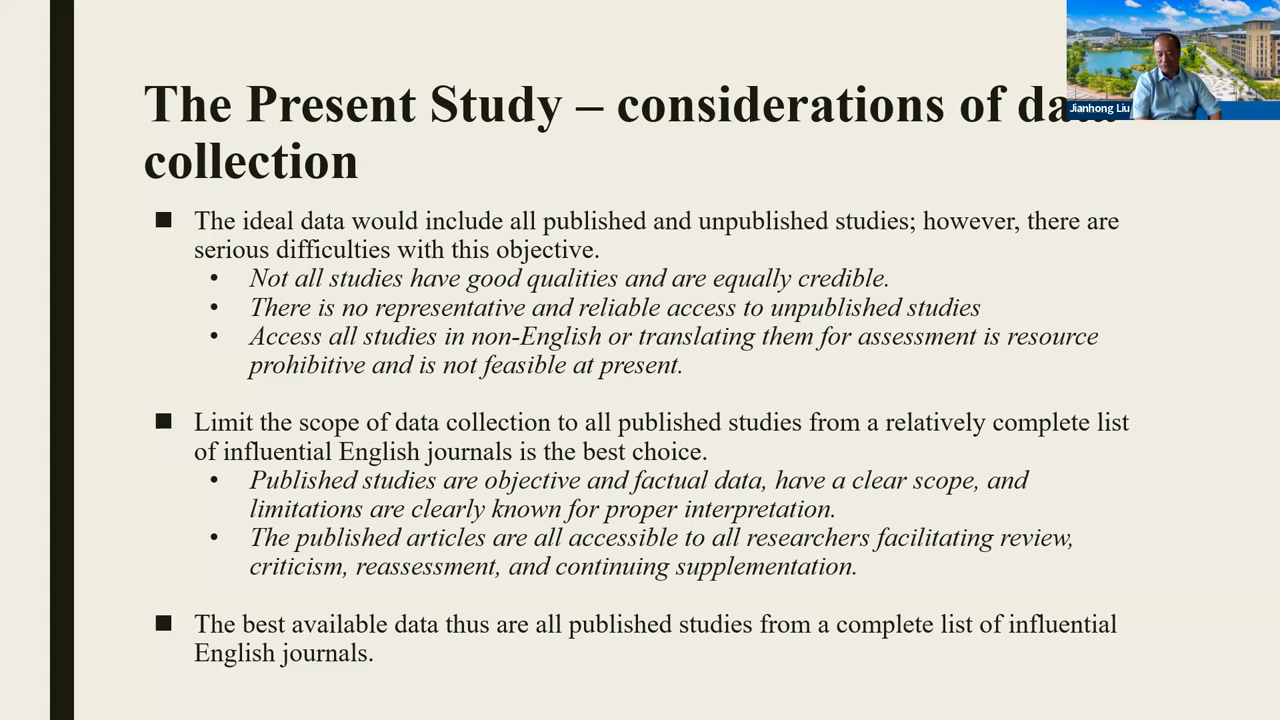 The Present Study – considerations of
collection
Jianhong Liu
■ The ideal data would include all published and unpublished studies; however, there are
serious difficulties with this objective.
• Not all studies have good qualities and are equally credible.
• There is no representative and reliable access to unpublished studies
• Access all studies in non-English or translating them for assessment is resource
prohibitive and is not feasible at present.
■ Limit the scope of data collection to all published studies from a relatively complete list
of influential English journals is the best choice.
• Published studies are objective and factual data, have a clear scope, and
limitations are clearly known for proper interpretation.
• The published articles are all accessible to all researchers facilitating review,
criticism, reassessment, and continuing supplementation.
■ The best available data thus are all published studies from a complete list of influential
English journals.